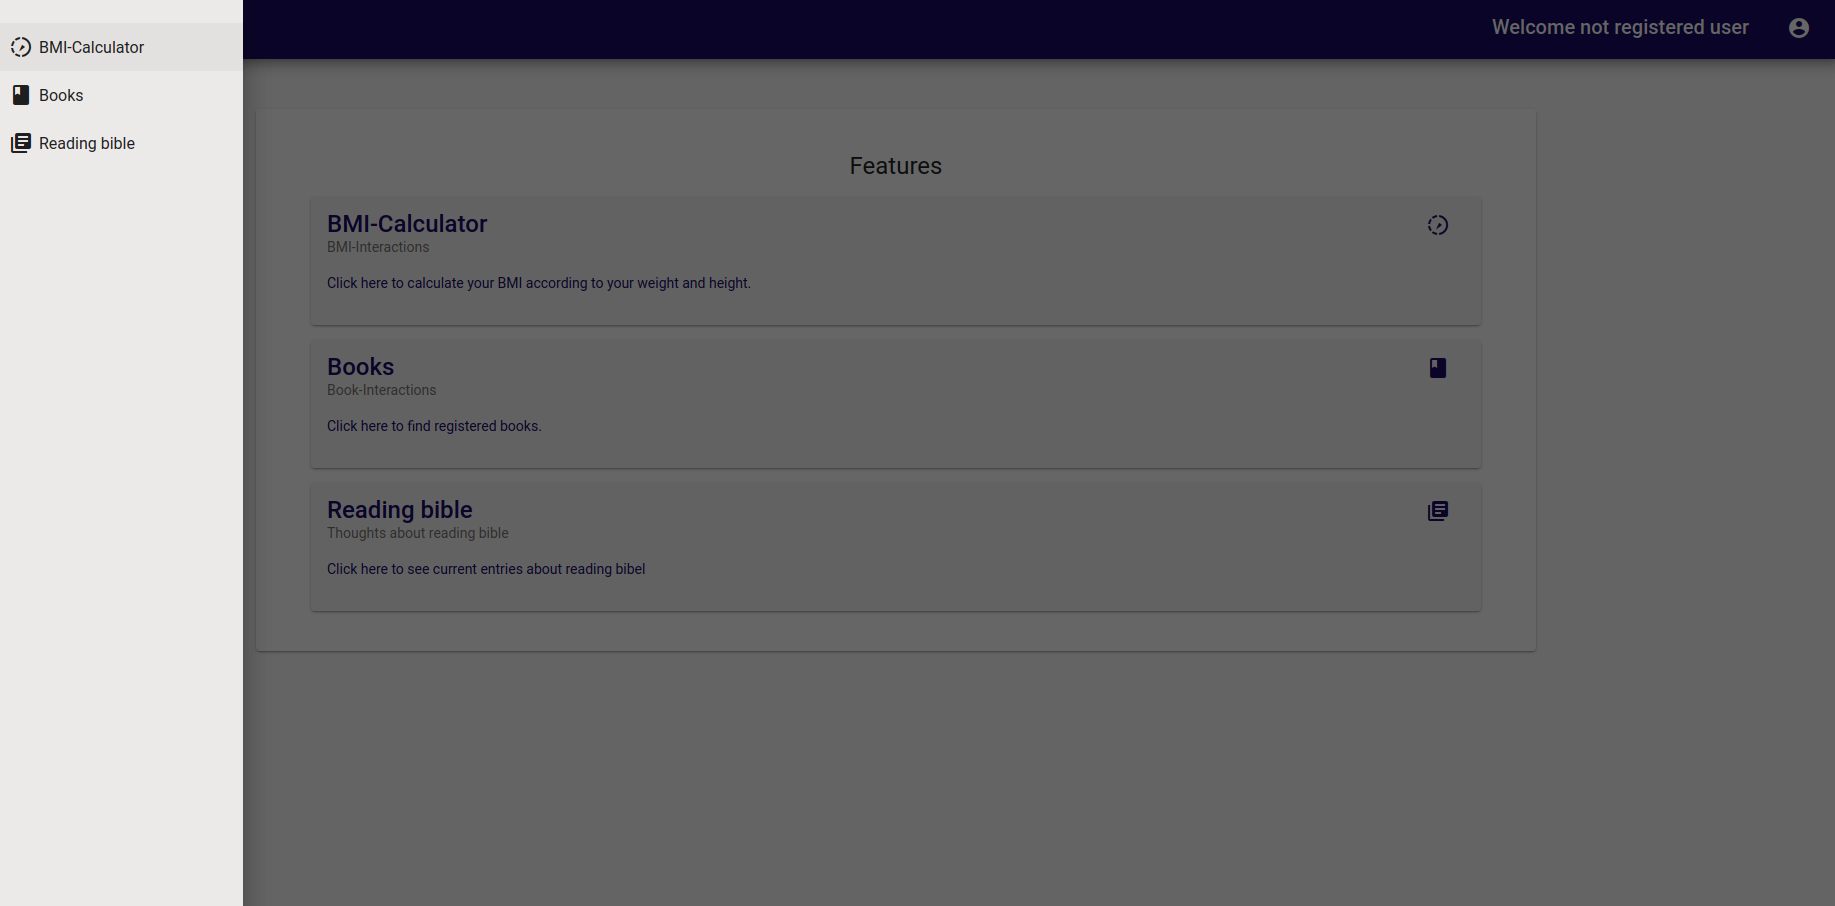 BMI-Calculator
Books
Reading bible
Welcome not registered user
Features
BMI-Calculator
BMI-Interactions
Click here to calculate your BMI according to your weight and height.
Books
Book-Interactions
Click here to find registered books.
Reading bible
Thoughts about reading bible
Click here to see current entries about reading bibel